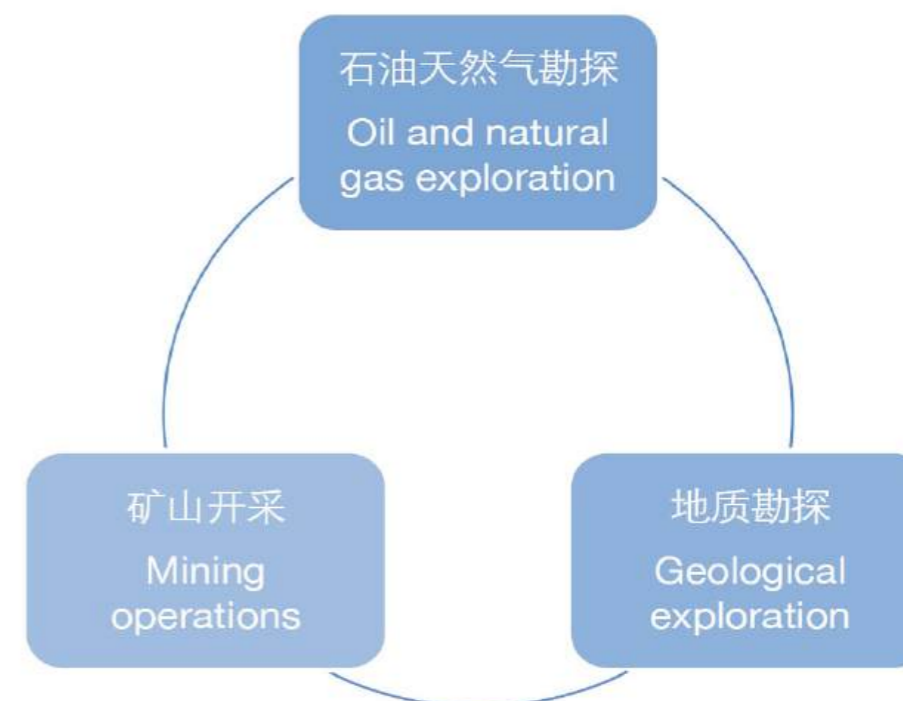 石油天然气勘探
Oil and natural
gas exploration
矿山开采
Mining
operations
地质勘探
Geological
exploration